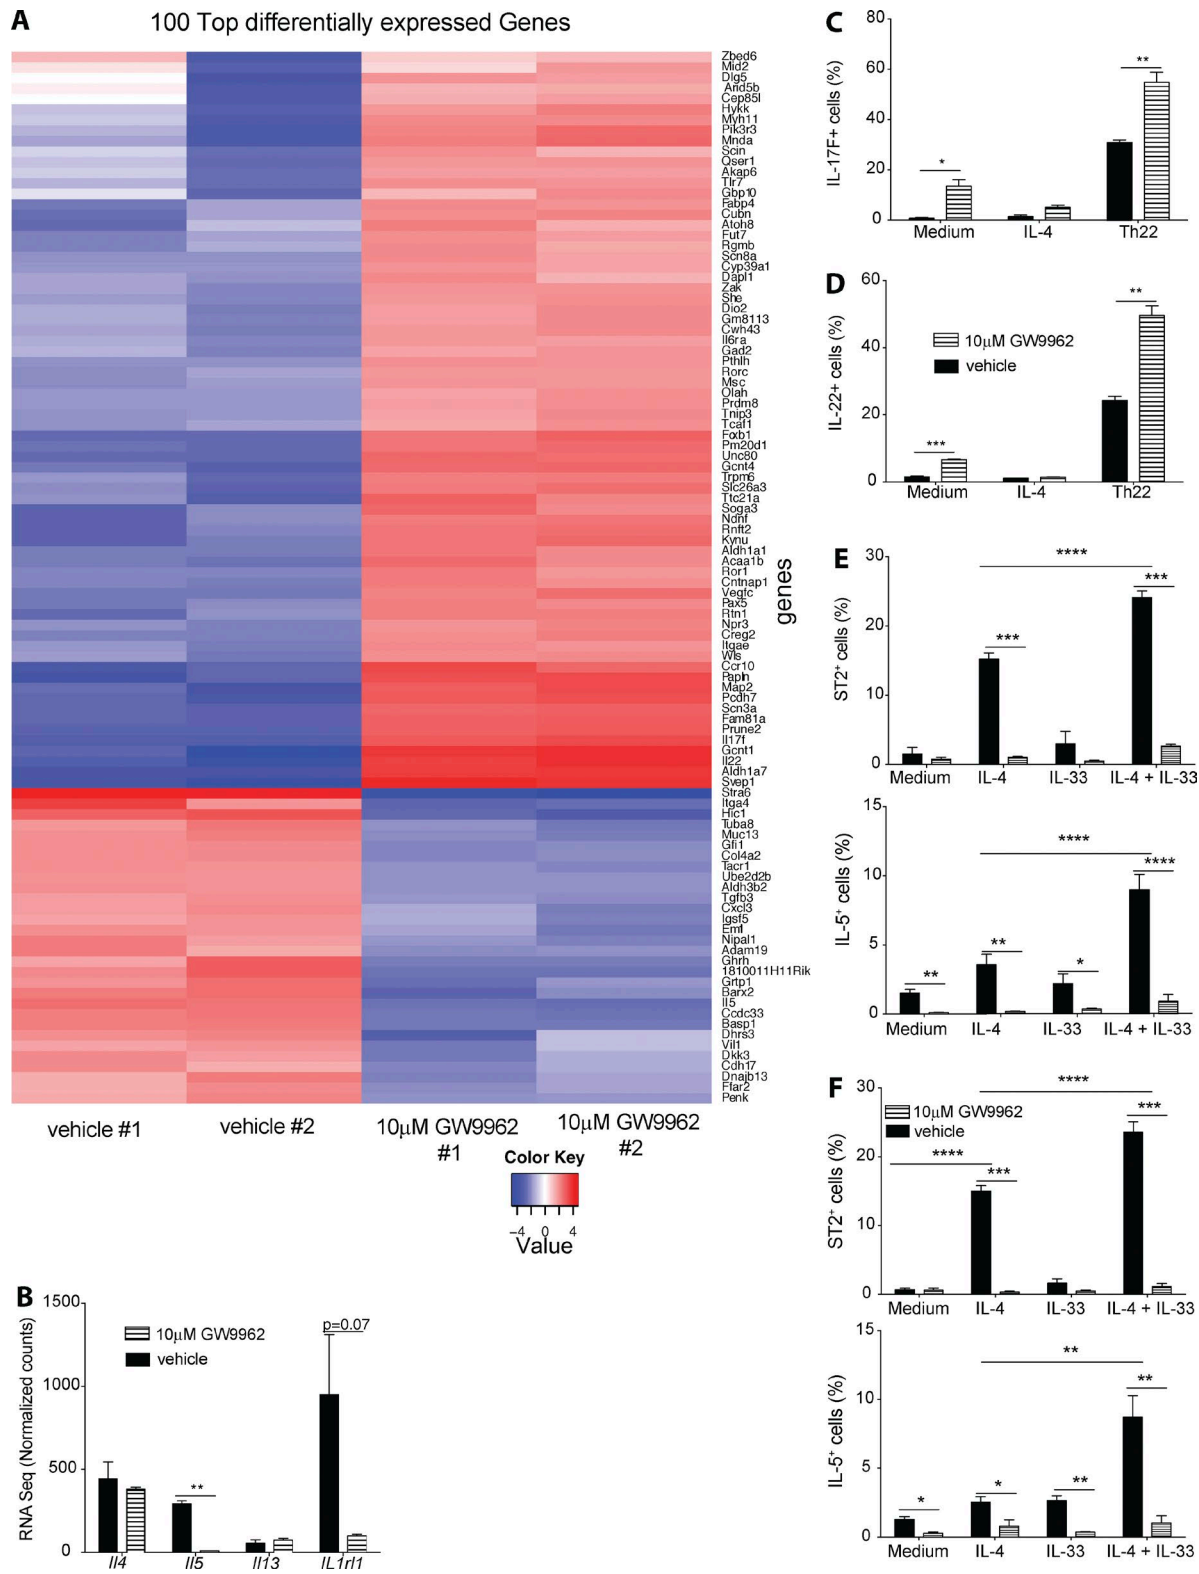 A
100 Top differentially expressed Genes
Zbed6
Mid2
Dlg5
Arid5b
Cep85l
Hykk
Myh11
Pik3r3
Mnda
Scin
Qser1
Akap6
Tlr7
Gbp10
Fabp4
Cubn
Atoh8
Fut7
Rgmb
Scn8a
Cyp39a1
Dapl1
Zak
She
Dio2
Gm8113
Cwh43
Il6ra
Gad2
Pthlh
Rorc
Msc
Olah
Prdm8
Tnip3
Tcaf1
Foxb1
Pm20d1
Unc80
Gcnt4
Trpm6
Slc26a3
Ttc21a
Soga3
Ndnf
Rnft2
Kynu
Aldh1a1
Acaa1b
Ror1
Cntnap1
Vegfc
Pax5
Rtn1
Npr3
Creg2
Itgae
Wls
Ccr10
Papln
Map2
Pcdh7
Scn3a
Fam81a
Prune2
Il17f
Gcnt1
Il22
Aldh1a7
Svep1
Stra6
Itga4
Hic1
Tuba8
Muc13
Gfi1
Col4a2
Tacr1
Ube2d2b
Aldh3b2
Tgfb3
Cxcl3
Igsf5
Eml
Nipal1
Adam19
Ghrh
1810011H11Rik
Grtp1
Barx2
Il5
Ccdc33
Basp1
Dhrs3
Vil1
Dkk3
Cdh17
Dnajb13
Ffar2
Penk
genes
vehicle #1
vehicle #2
10μM GW9962
#1
10μM GW9962
#2
Color Key
−4 0 4
Value
B
RNA Seq (Normalized counts)
1500
1000
500
0
10μM GW9962
vehicle
**
p=0.07
Il4
Il5
Il13
IL1rl1
C
IL-17F+ cells (%)
80
60
40
20
0
*
**
Medium
IL-4
Th22
D
IL-22+ cells (%)
60
40
20
0
10μM GW9962
vehicle
***
**
Medium
IL-4
Th22
E
ST2+ cells (%)
30
20
10
0
****
***
***
Medium
IL-4
IL-33
IL-4 + IL-33
IL-5+ cells (%)
15
10
5
0
****
****
**
**
*
Medium
IL-4
IL-33
IL-4 + IL-33
F
ST2+ cells (%)
30
20
10
0
10μM GW9962
vehicle
****
***
****
***
Medium
IL-4
IL-33
IL-4 + IL-33
IL-5+ cells (%)
15
10
5
0
**
**
*
*
**
Medium
IL-4
IL-33
IL-4 + IL-33